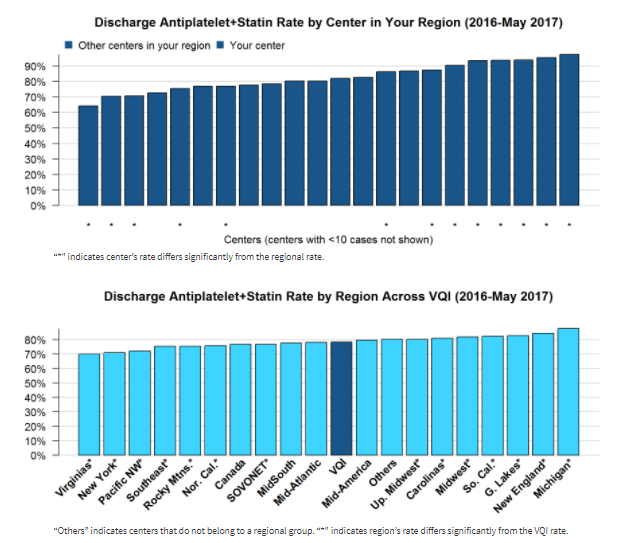 Discharge Antiplatelet+Statin Rate by Center in Your Region (2016-May 2017)
Other centers in your region Your center
90%
80%
70%
60%
50%
40%
30%
20%
10%
0%
* * * * * * * * * * * * *
Centers (centers with <10 cases not shown)
"*" indicates center's rate differs significantly from the regional rate.
Discharge Antiplatelet+Statin Rate by Region Across VQI (2016-May 2017)
80%
70%
60%
50%
40%
30%
20%
10%
0%
Virginias*
New York*
Pacific NW*
Southeast*
Rocky Mtns.*
Nor. Cal.*
Canada
SOVONET*
MidSouth
Mid-Atlantic
VQI
Mid-America
Others
Up. Midwest*
Carolinas*
Midwest*
So. Cal.*
G. Lakes*
New England*
Michigan*
"Others" indicates centers that do not belong to a regional group. "*" indicates region's rate differs significantly from the VQI rate.